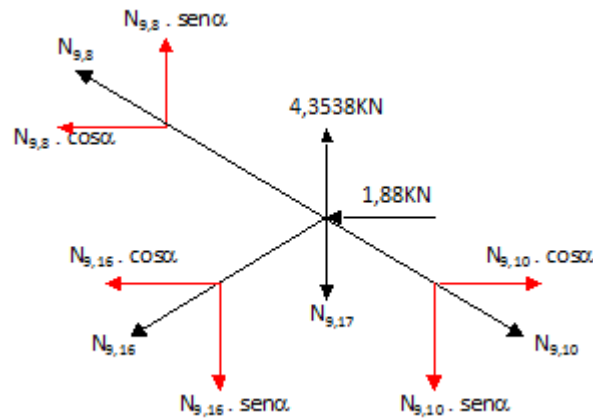 N9,8 . senα
N9,8
4,3538KN
N9,8 . cosα
1,88KN
N9,16 . cosα
N9,10 . cosα
N9,17
N9,16
N9,10
N9,16 . senα
N9,10 . senα